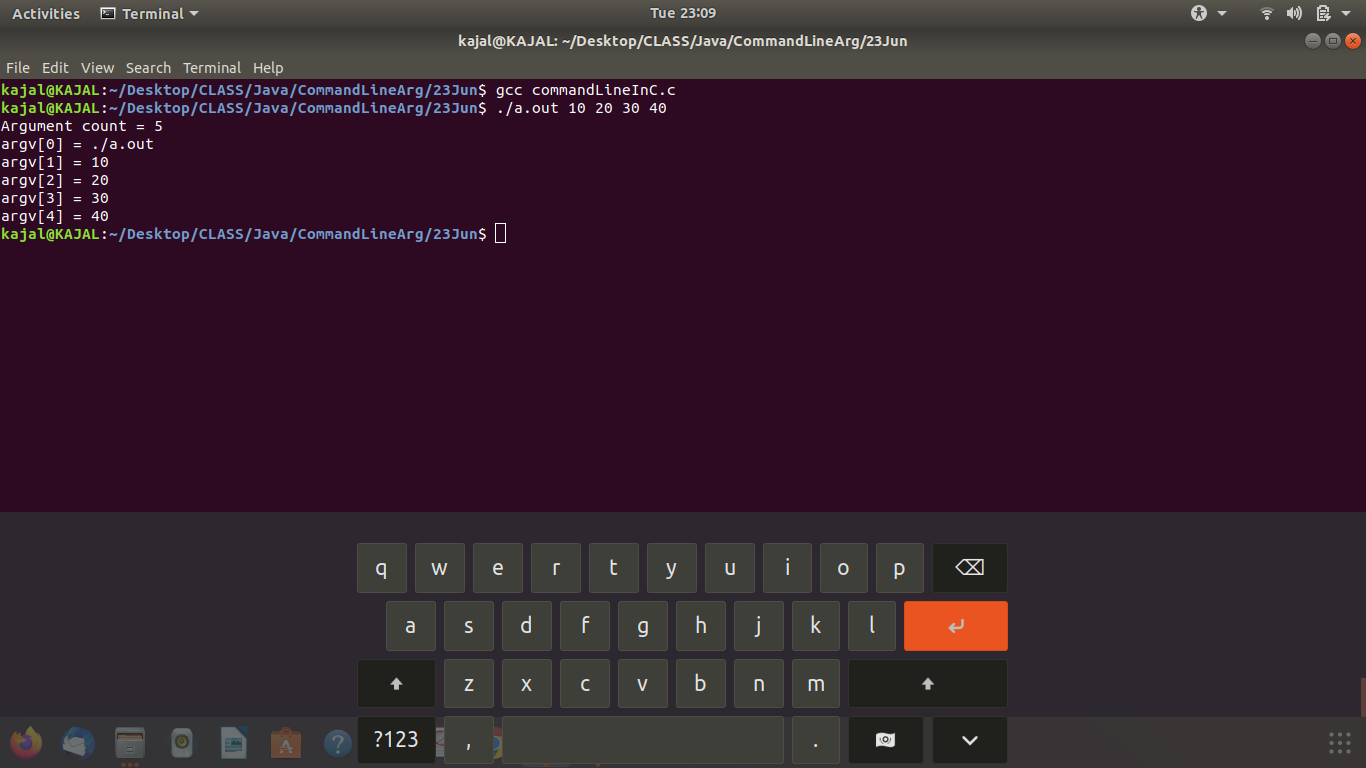 Activities Terminal Tue 23:09
kajal@KAJAL: ~/Desktop/CLASS/Java/CommandLineArg/23Jun
File Edit View Search Terminal Help
kajal@KAJAL:~/Desktop/CLASS/Java/CommandLineArg/23Jun$ gcc commandLineInC.c
kajal@KAJAL:~/Desktop/CLASS/Java/CommandLineArg/23Jun$ ./a.out 10 20 30 40
Argument count = 5
argv[0] = ./a.out
argv[1] = 10
argv[2] = 20
argv[3] = 30
argv[4] = 40
kajal@KAJAL:~/Desktop/CLASS/Java/CommandLineArg/23Jun$
q w e r t y u i o p
a s d f g h j k l
z x c v b n m
?123 , .